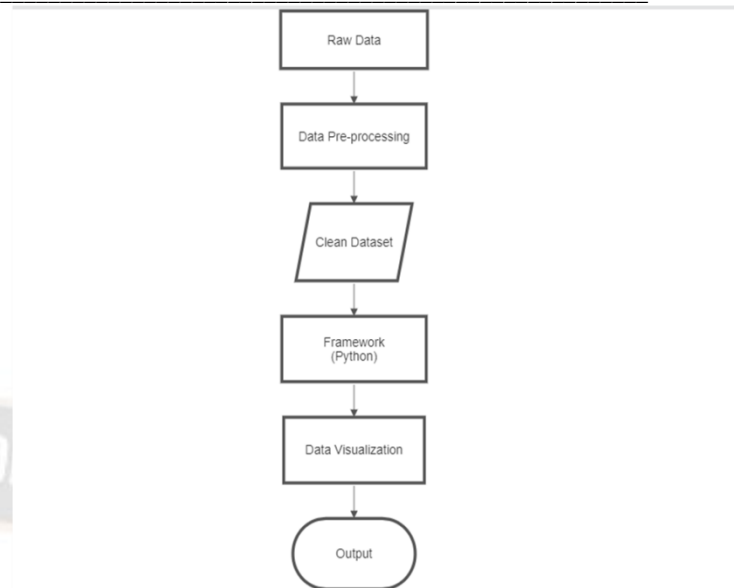 Raw Data
Data Pre-processing
Clean Dataset
Framework
(Python)
Data Visualization
Output